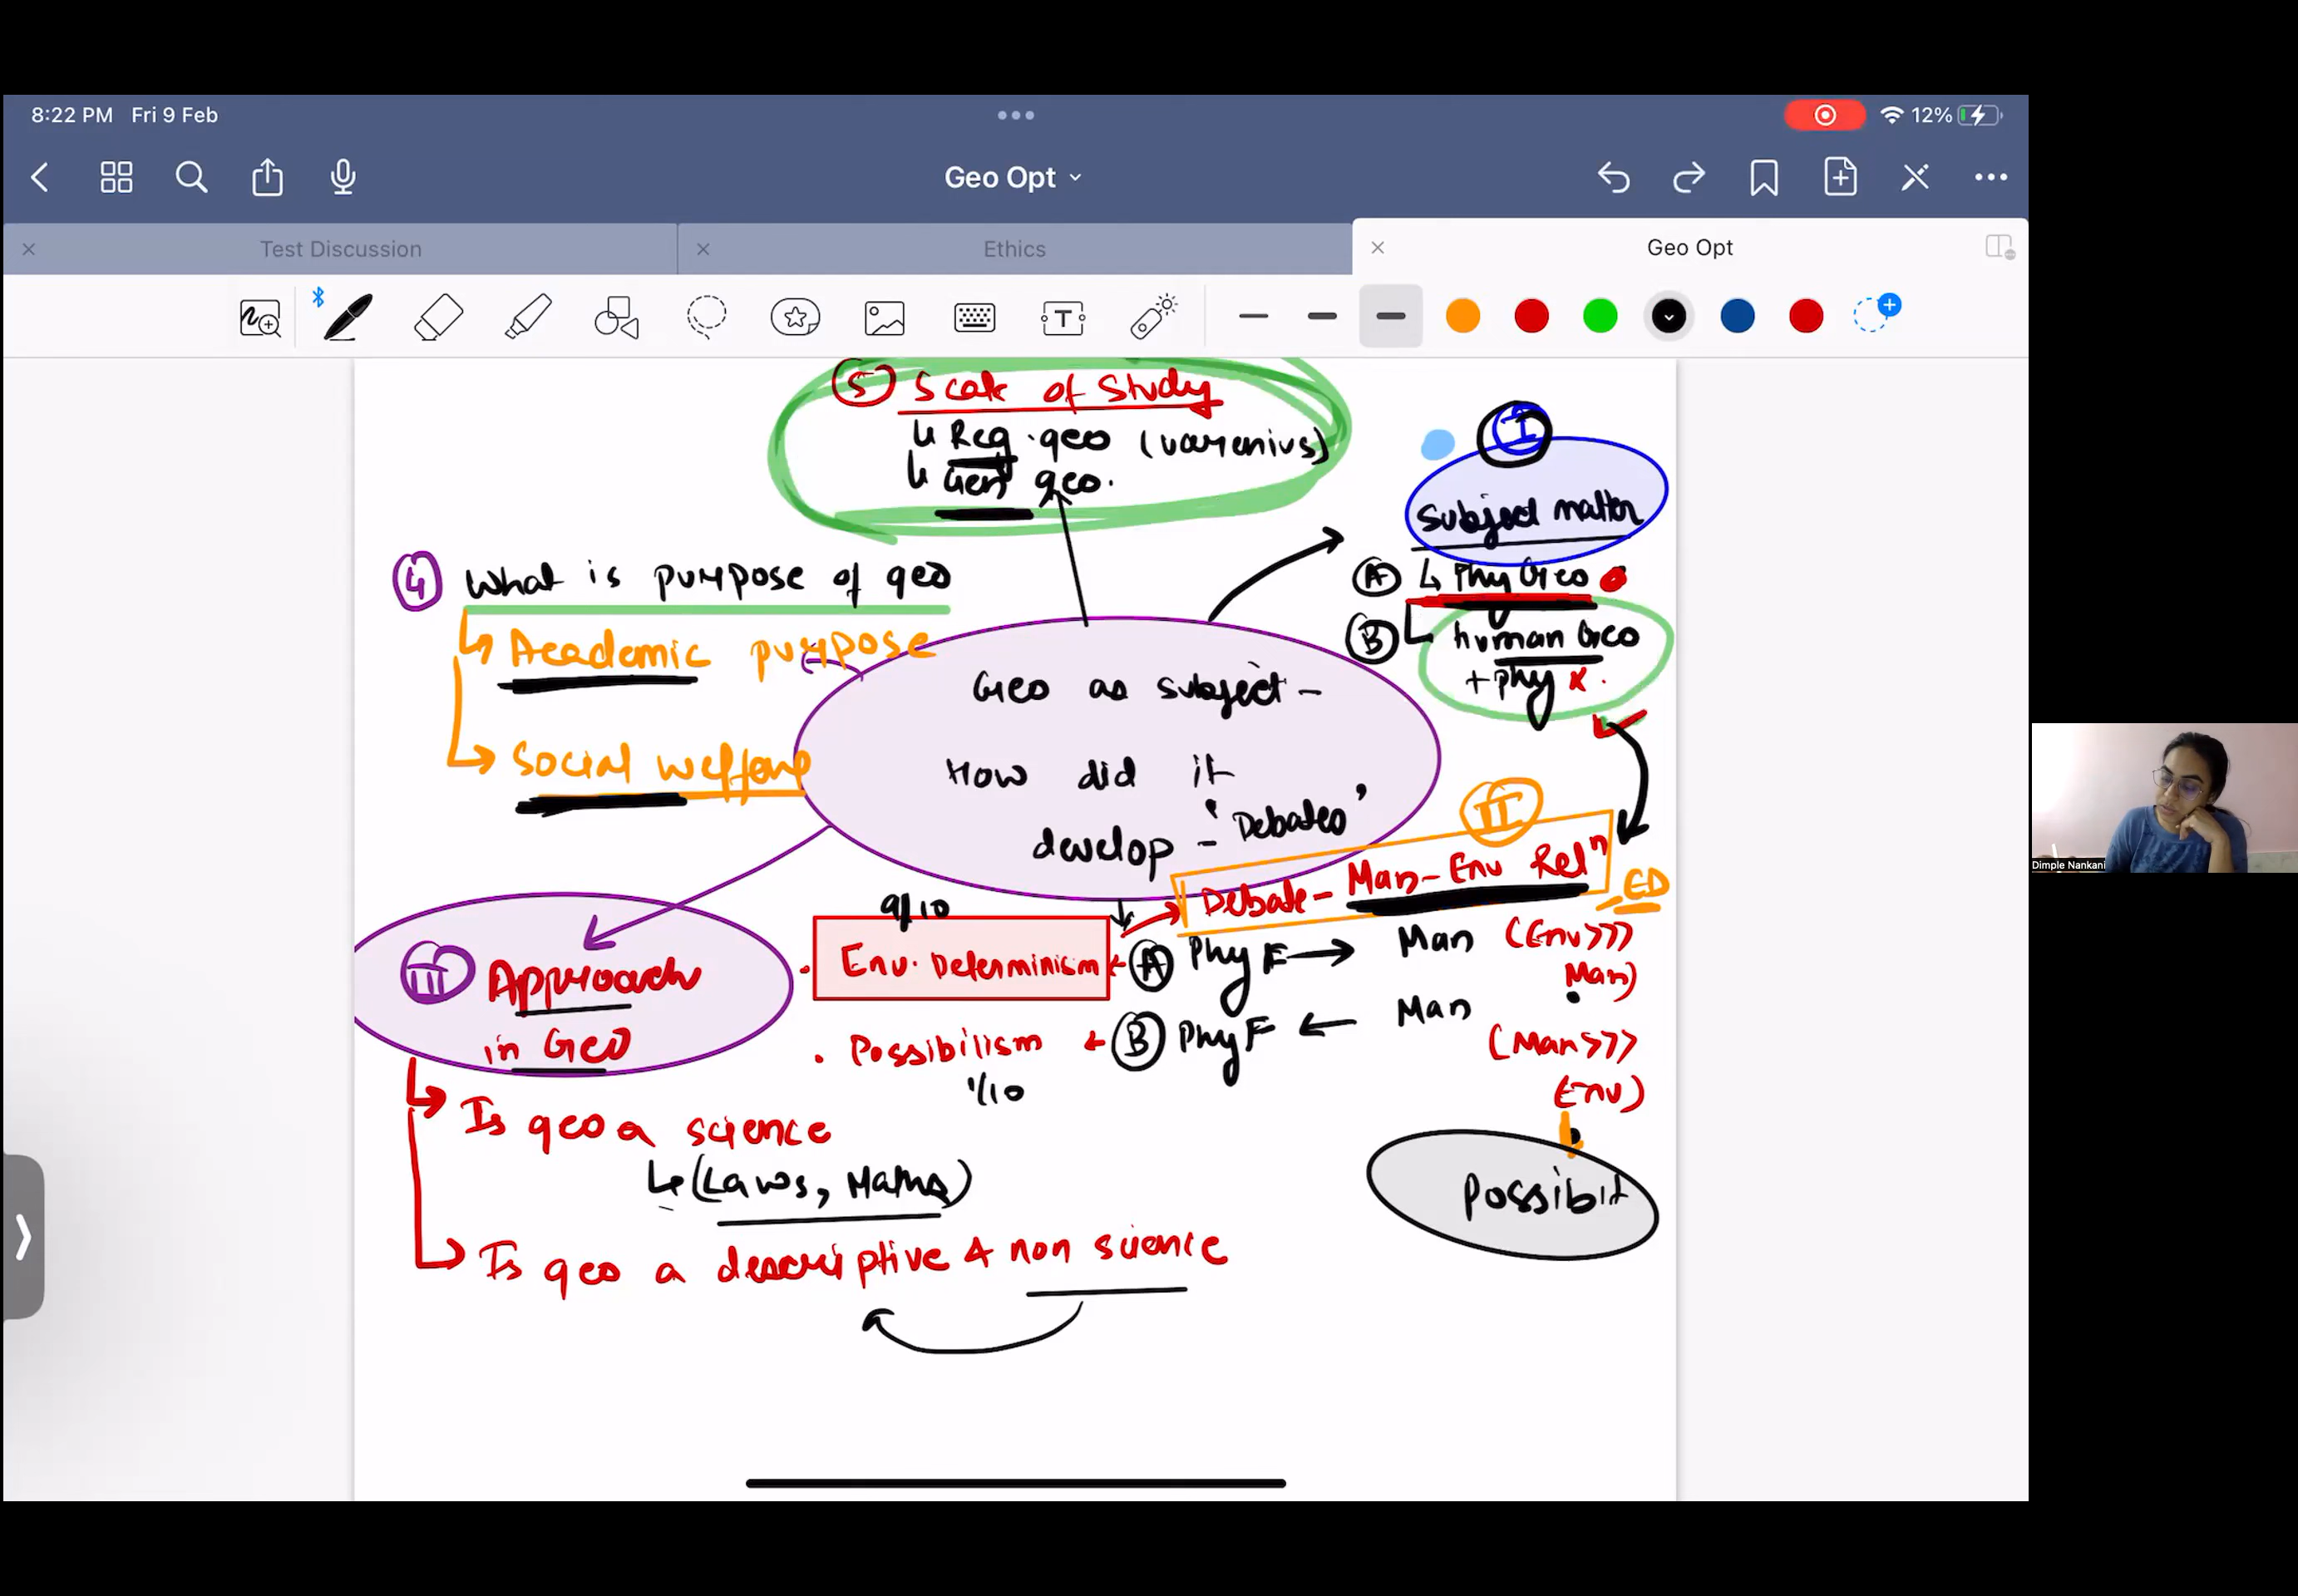 8:22 PM Fri 9 Feb
12%
Geo Opt
Test Discussion
Ethics
Geo Opt
T
5 Scale of Study
↳ Reg. geo (varenius)
↳ Gen geo.
I
Subject matter
A ↳ Phy Geo
B ↳ human Geo
+ phy x.
4 What is purpose of geo
↳ Academic purpose
↳ Social welfare
Geo as subject -
How did it
develop - 'Debates'
II
Debate - Man-Env Relⁿ
ED
9/10
Env. Determinism ← A Phy F → Man (Env >>>
Man)
. Possibilism ← B Phy F ← Man (Man >>>
Env)
1/10
Possibi
III Approach
in Geo
↳ Is geo a science
↳ (Laws, Maths)
↳ Is geo a descriptive & non science
Dimple Nankani